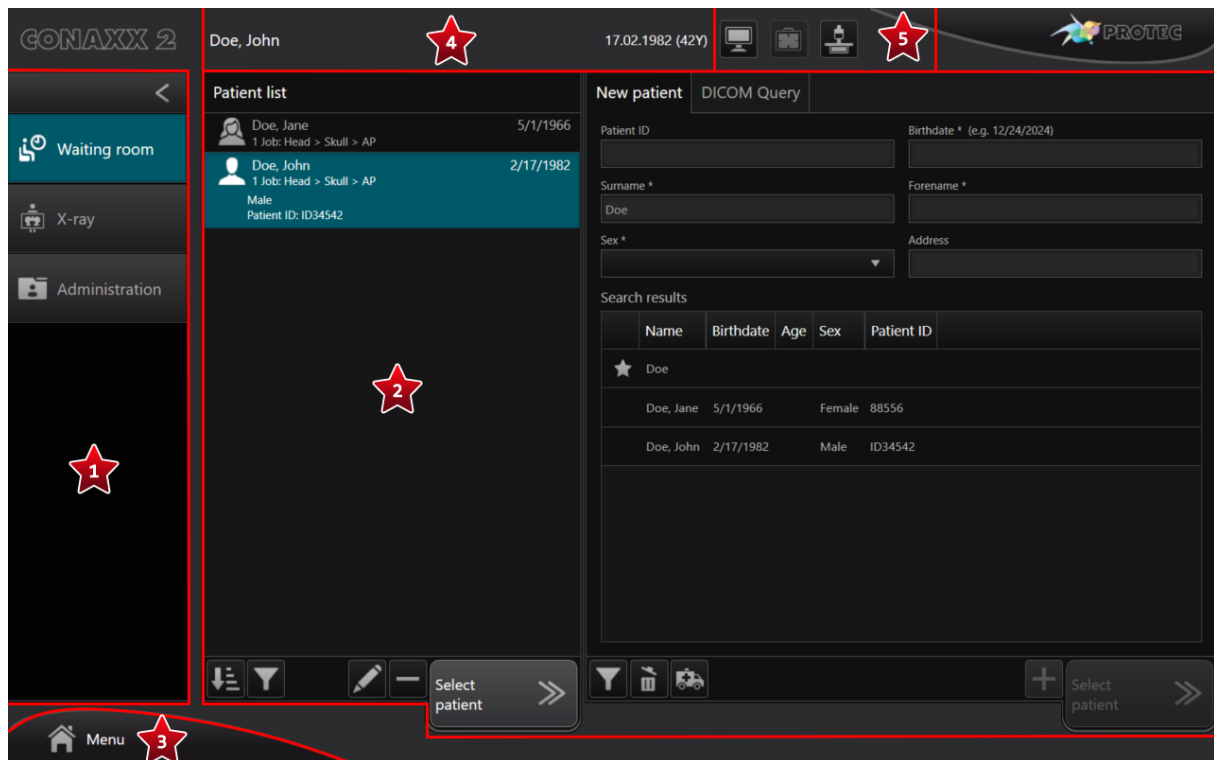 CONAXX 2
Doe, John
4
17.02.1982 (42Y)
5
PROTEC
Waiting room
X-ray
Administration
1
Patient list
Doe, Jane 5/1/1966
1 Job: Head > Skull > AP
Doe, John 2/17/1982
1 Job: Head > Skull > AP
Male
Patient ID: ID34542
2
Select
patient
New patient DICOM Query
Patient ID Birthdate * (e.g. 12/24/2024)
Surname * Forename *
Doe
Sex * Address
Search results
Name Birthdate Age Sex Patient ID
Doe
Doe, Jane 5/1/1966 Female 88556
Doe, John 2/17/1982 Male ID34542
Select
patient
Menu
3